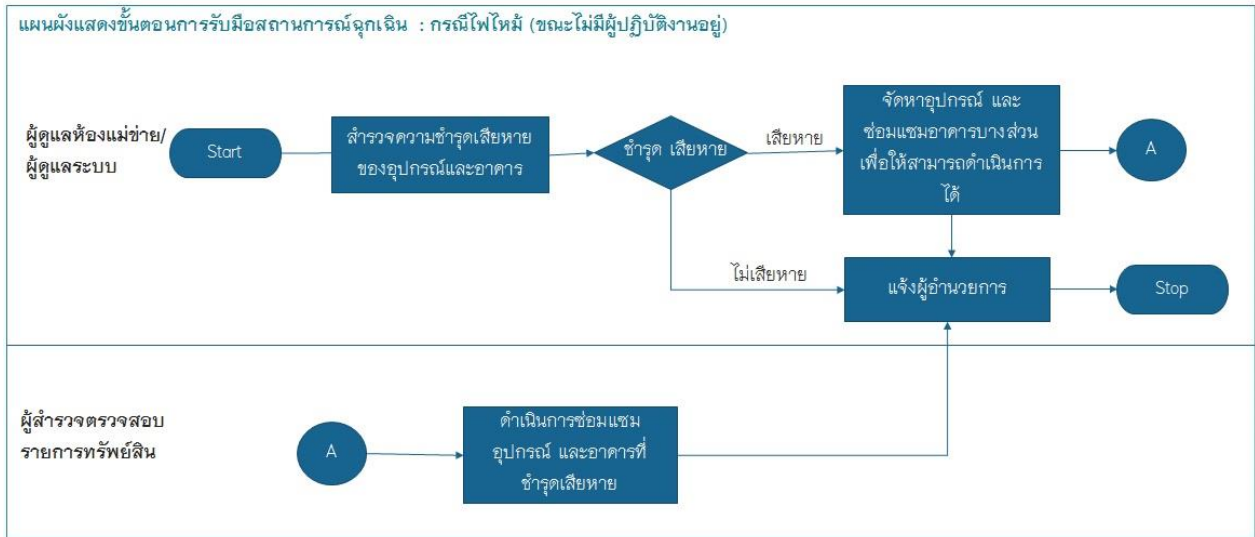 แผนผังแสดงขั้นตอนการรับมือสถานการณ์ฉุกเฉิน : กรณีไฟไหม้ (ขณะไม่มีผู้ปฏิบัติงานอยู่)
ผู้ดูแลห้องแม่ข่าย/
ผู้ดูแลระบบ
Start
สำรวจความชำรุดเสียหาย
ของอุปกรณ์และอาคาร
ชำรุด เสียหาย
เสียหาย
จัดหาอุปกรณ์ และ
ซ่อมแซมอาคารบางส่วน
เพื่อให้สามารถดำเนินการ
ได้
A
ไม่เสียหาย
แจ้งผู้อำนวยการ
Stop
ผู้สำรวจตรวจสอบ
รายการทรัพย์สิน
A
ดำเนินการซ่อมแซม
อุปกรณ์ และอาคารที่
ชำรุดเสียหาย